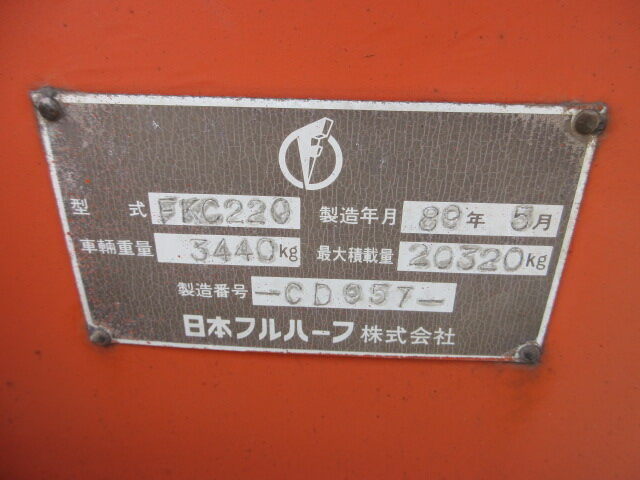 型式 FKC220 製造年月 89年 5月
車輛重量 3440kg 最大積載量 20320kg
製造番号 -CD957-
日本フルハーフ株式会社